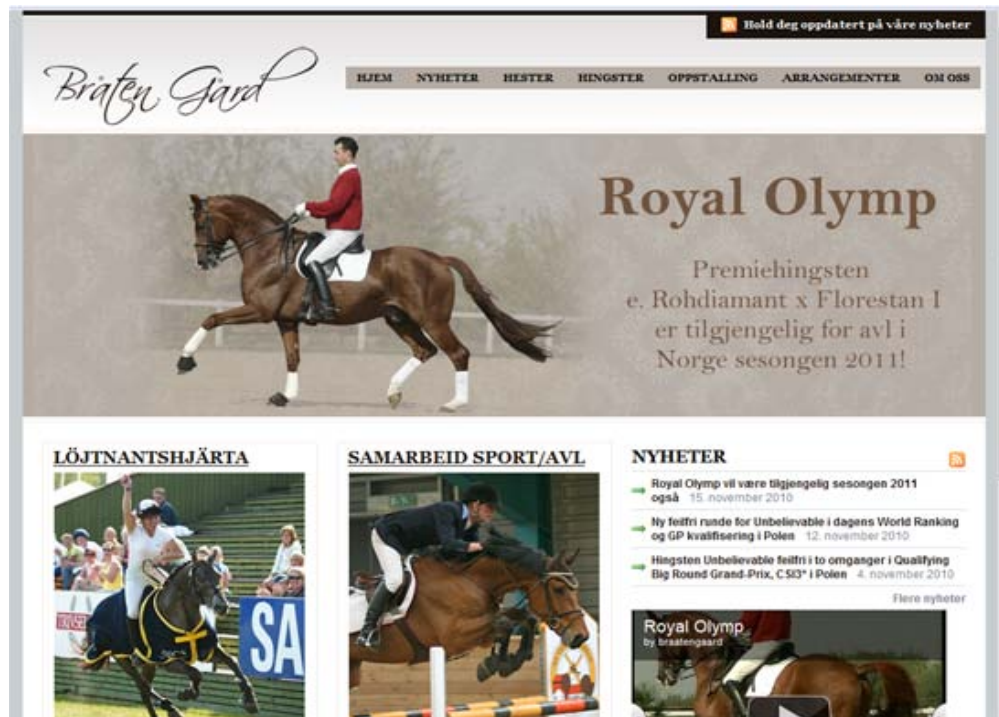 Hold deg oppdatert på våre nyheter
Bråten Gård
HJEM NYHETER HESTER HINGSTER OPPSTALLING ARRANGEMENTER OM OSS
Royal Olymp
Premiehingsten
e. Rohdiamant x Florestan I
er tilgjengelig for avl i
Norge sesongen 2011!
LÖJTNANTSHJÄRTA
SA
SAMARBEID SPORT/AVL
NYHETER
Royal Olymp vil være tilgjengelig sesongen 2011
også 15. november 2010
Ny feilfri runde for Unbelievable i dagens World Ranking
og GP kvalifisering i Polen 12. november 2010
Hingsten Unbelievable feilfri i to omganger i Qualifying
Big Round Grand-Prix, CSI3* i Polen 4. november 2010
Flere nyheter
Royal Olymp
by braatengaard